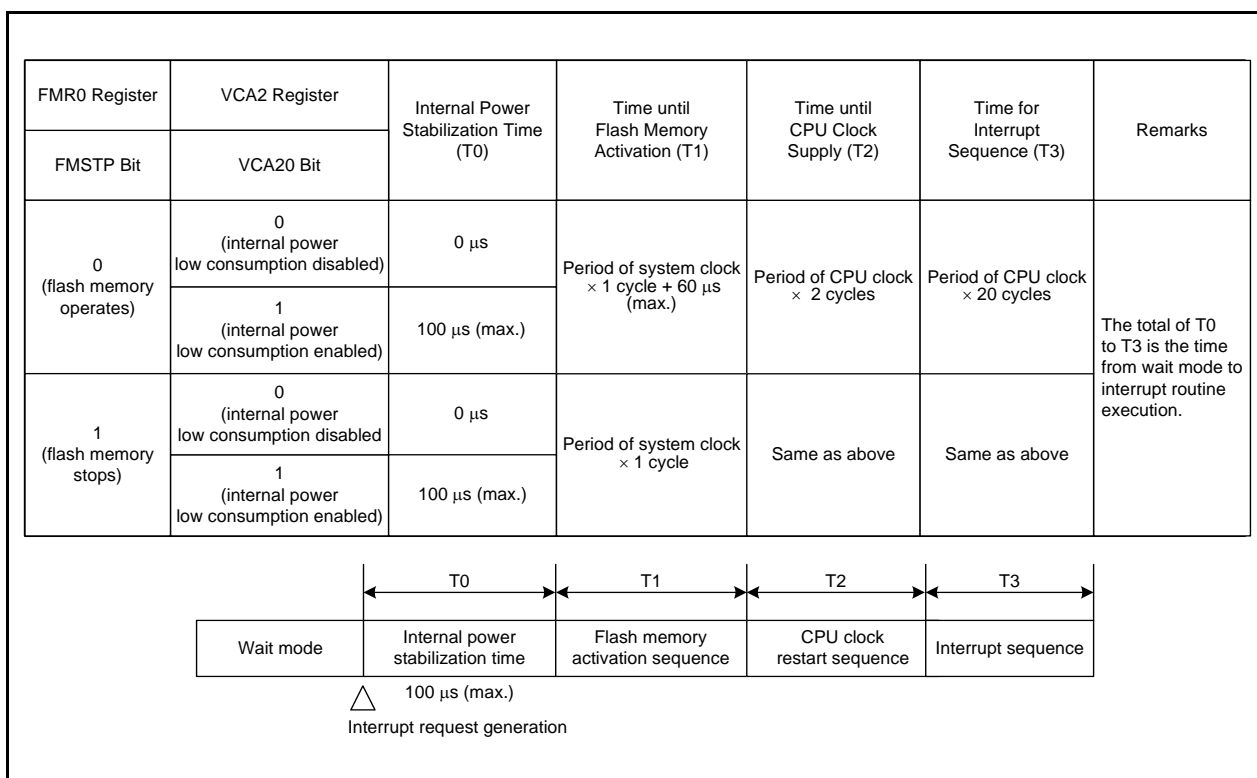 FMR0 Register
VCA2 Register
Internal Power
Stabilization Time
(T0)
Time until
Flash Memory
Activation (T1)
Time until
CPU Clock
Supply (T2)
Time for
Interrupt
Sequence (T3)
Remarks
FMSTP Bit
VCA20 Bit
0
(flash memory
operates)
0
(internal power
low consumption disabled)
0 μs
Period of system clock
× 1 cycle + 60 μs
(max.)
Period of CPU clock
× 2 cycles
Period of CPU clock
× 20 cycles
The total of T0
to T3 is the time
from wait mode to
interrupt routine
execution.
1
(internal power
low consumption enabled)
100 μs (max.)
1
(flash memory
stops)
0
(internal power
low consumption disabled
0 μs
Period of system clock
× 1 cycle
Same as above
Same as above
1
(internal power
low consumption enabled)
100 μs (max.)
T0
T1
T2
T3
Wait mode
Internal power
stabilization time
Flash memory
activation sequence
CPU clock
restart sequence
Interrupt sequence
100 μs (max.)
Interrupt request generation